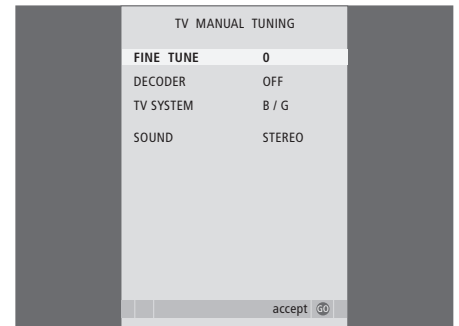 TV MANUAL TUNING
FINE TUNE 0
DECODER OFF
TV SYSTEM B / G
SOUND STEREO
accept GO